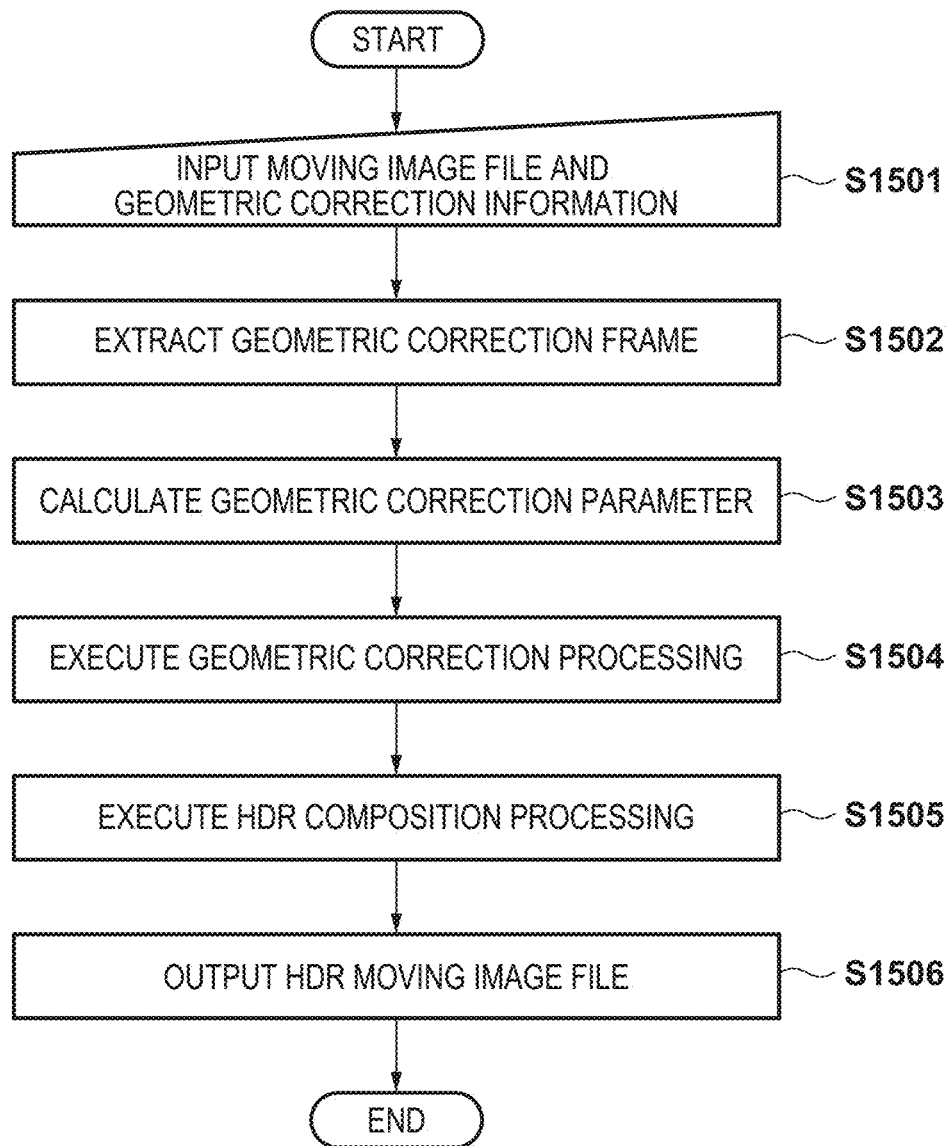 START
INPUT MOVING IMAGE FILE AND
GEOMETRIC CORRECTION INFORMATION
S1501
EXTRACT GEOMETRIC CORRECTION FRAME
S1502
CALCULATE GEOMETRIC CORRECTION PARAMETER
S1503
EXECUTE GEOMETRIC CORRECTION PROCESSING
S1504
EXECUTE HDR COMPOSITION PROCESSING
S1505
OUTPUT HDR MOVING IMAGE FILE
S1506
END